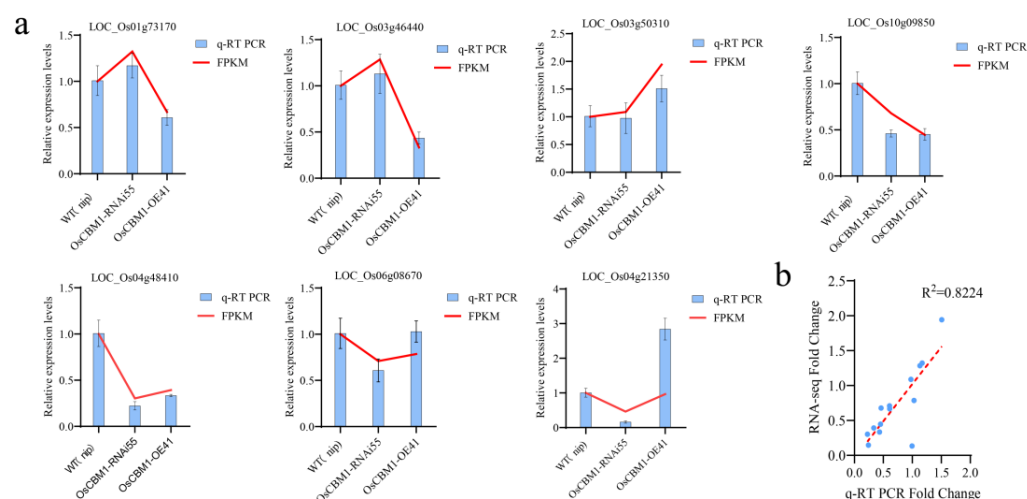 a
LOC_Os01g73170
Relative expression levels
1.5
1.0
0.5
0.0
q-RT PCR
FPKM
WT( nip)
OsCBM1-RNAi55
OsCBM1-OE41
LOC_Os03g46440
Relative expression levels
1.5
1.0
0.5
0.0
q-RT PCR
FPKM
WT( nip)
OsCBM1-RNAi55
OsCBM1-OE41
LOC_Os03g50310
Relative expression levels
2.5
2.0
1.5
1.0
0.5
0.0
q-RT PCR
FPKM
WT( nip)
OsCBM1-RNAi55
OsCBM1-OE41
LOC_Os10g09850
Relative expression levels
1.5
1.0
0.5
0.0
q-RT PCR
FPKM
WT( nip)
OsCBM1-RNAi55
OsCBM1-OE41
LOC_Os04g48410
Relative expression levels
1.5
1.0
0.5
0.0
q-RT PCR
FPKM
WT( nip)
OsCBM1-RNAi55
OsCBM1-OE41
LOC_Os06g08670
Relative expression levels
1.5
1.0
0.5
0.0
q-RT PCR
FPKM
WT( nip)
OsCBM1-RNAi55
OsCBM1-OE41
LOC_Os04g21350
Relative expression levels
4
3
2
1
0
q-RT PCR
FPKM
WT( nip)
OsCBM1-RNAi55
OsCBM1-OE41
b
R²=0.8224
RNA-seq Fold Change
2.5
2.0
1.5
1.0
0.5
0.0
0.0 0.5 1.0 1.5 2.0
q-RT PCR Fold Change